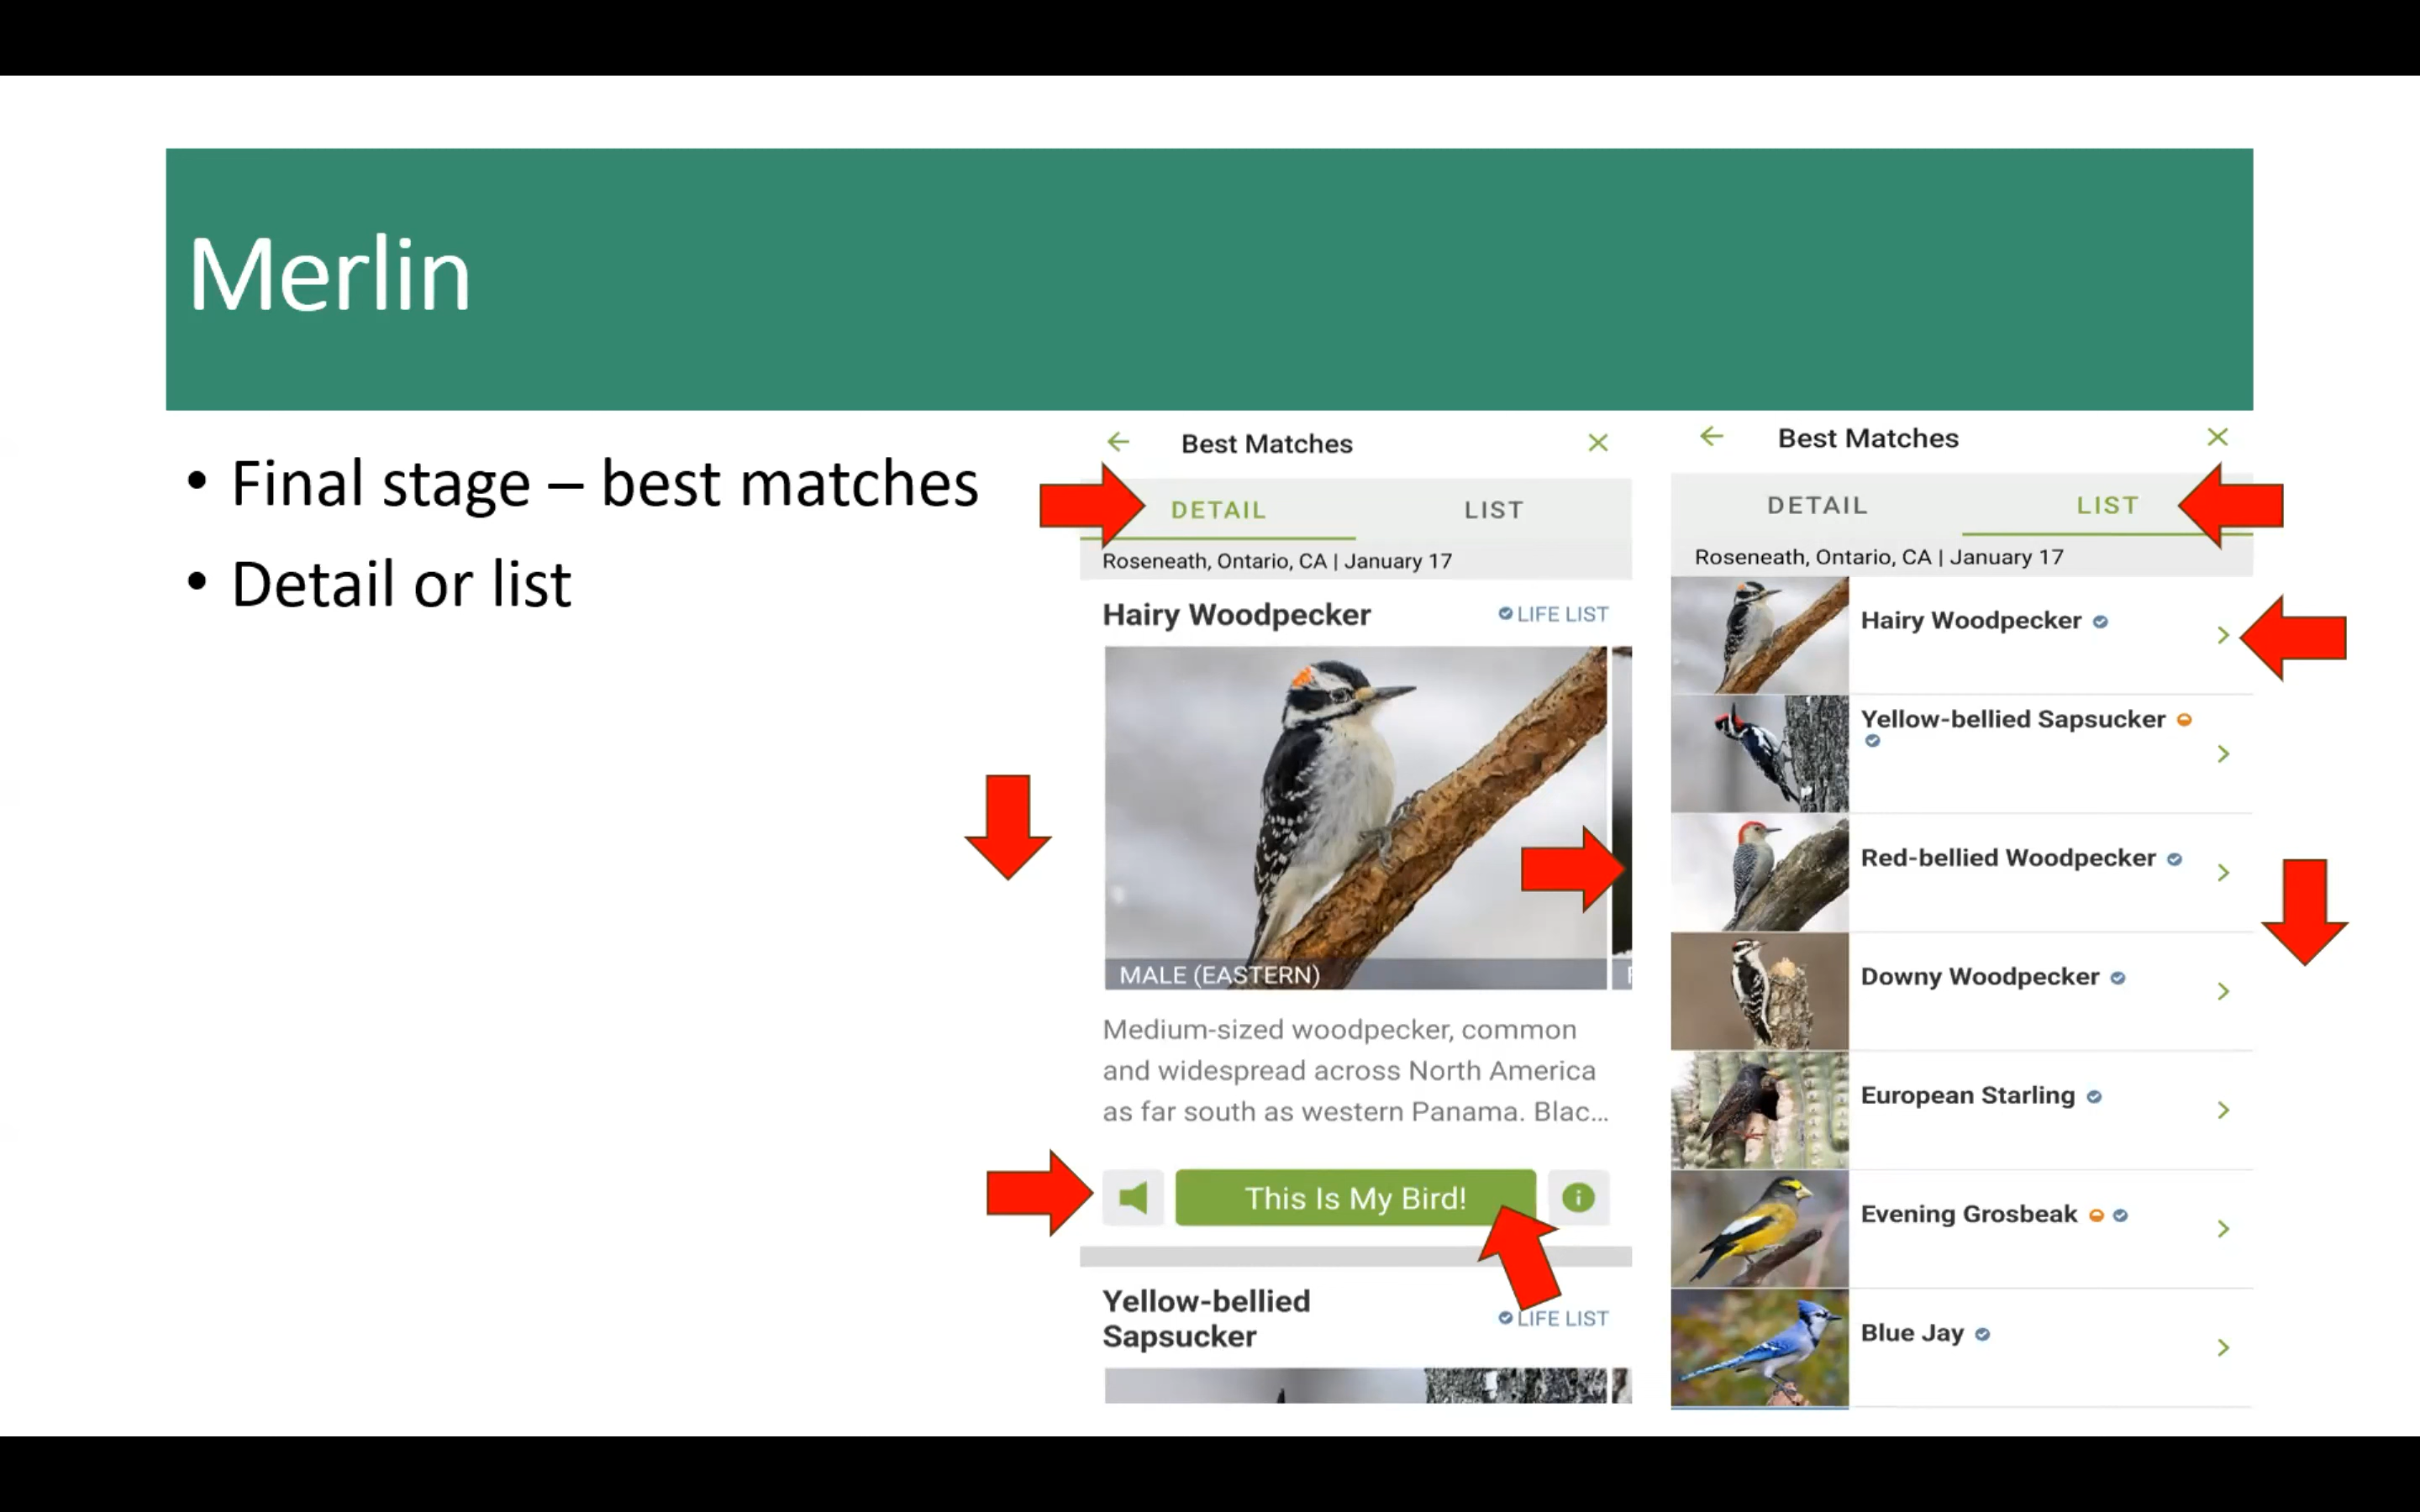 Merlin
• Final stage – best matches
• Detail or list
Best Matches
DETAIL LIST
Roseneath, Ontario, CA | January 17
Hairy Woodpecker LIFE LIST
MALE (EASTERN)
Medium-sized woodpecker, common
and widespread across North America
as far south as western Panama. Blac...
This Is My Bird!
Yellow-bellied
Sapsucker
LIFE LIST
Best Matches
DETAIL LIST
Roseneath, Ontario, CA | January 17
Hairy Woodpecker
Yellow-bellied Sapsucker
Red-bellied Woodpecker
Downy Woodpecker
European Starling
Evening Grosbeak
Blue Jay